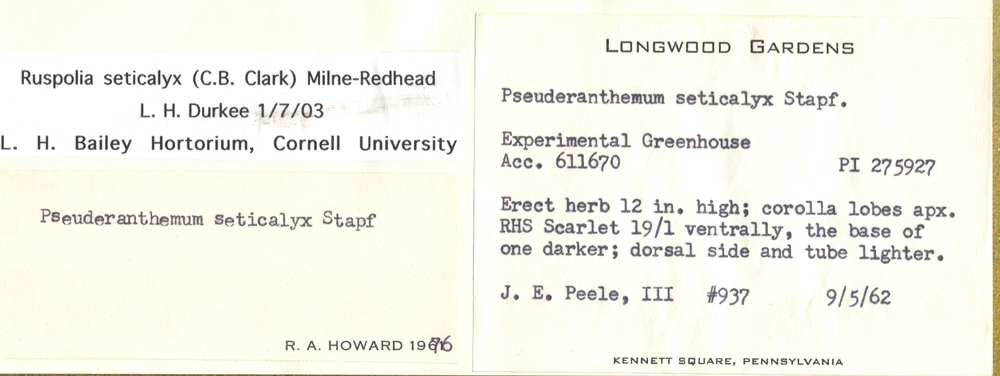 Ruspolia seticalyx (C.B. Clark) Milne-Redhead
L. H. Durkee 1/7/03
L. H. Bailey Hortorium, Cornell University
Pseuderanthemum seticalyx Stapf
R. A. HOWARD 1976
LONGWOOD GARDENS
Pseuderanthemum seticalyx Stapf.
Experimental Greenhouse
Acc. 611670 PI 275927
Erect herb 12 in. high; corolla lobes apx.
RHS Scarlet 19/1 ventrally, the base of
one darker; dorsal side and tube lighter.
J. E. Peele, III #937 9/5/62
KENNETT SQUARE, PENNSYLVANIA